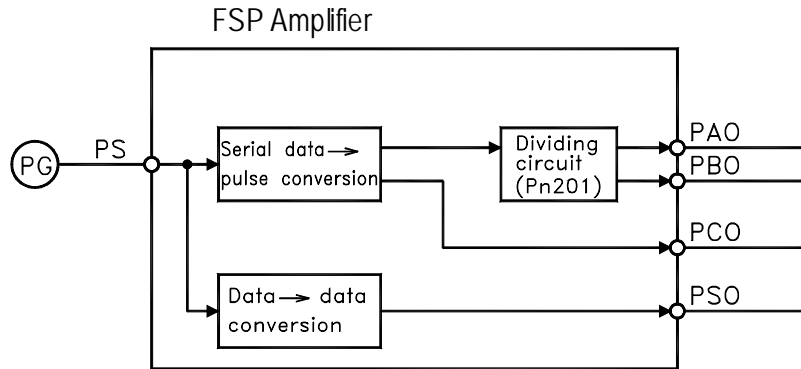 FSP Amplifier
PG
PS
Serial data →
pulse conversion
Dividing
circuit
(Pn201)
PAO
PBO
PCO
Data → data
conversion
PSO